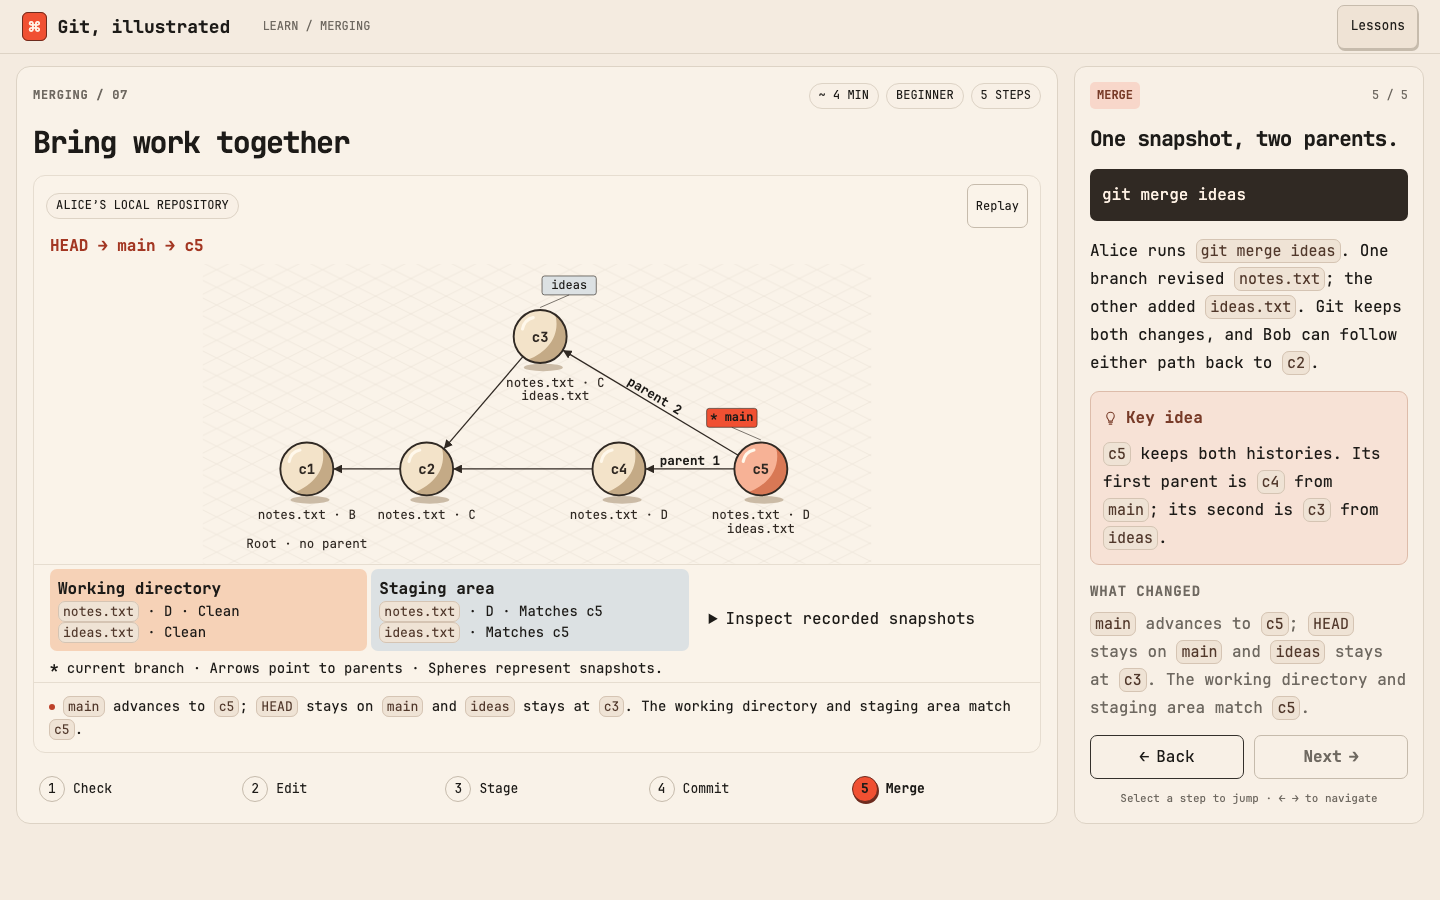 ⌘ Git, illustrated
LEARN / MERGING
Lessons
MERGING / 07
~ 4 MIN
BEGINNER
5 STEPS
Bring work together
ALICE’S LOCAL REPOSITORY
Replay
HEAD → main → c5
ideas
c3
notes.txt · C
ideas.txt
parent 2
* main
c1
c2
c4
parent 1
c5
notes.txt · B
notes.txt · C
notes.txt · D
notes.txt · D
ideas.txt
Root · no parent
Working directory
notes.txt · D · Clean
ideas.txt · Clean
Staging area
notes.txt · D · Matches c5
ideas.txt · Matches c5
▶ Inspect recorded snapshots
* current branch · Arrows point to parents · Spheres represent snapshots.
main advances to c5; HEAD stays on main and ideas stays at c3. The working directory and staging area match
c5.
1 Check
2 Edit
3 Stage
4 Commit
5 Merge
MERGE
5 / 5
One snapshot, two parents.
git merge ideas
Alice runs git merge ideas. One
branch revised notes.txt; the
other added ideas.txt. Git keeps
both changes, and Bob can follow
either path back to c2.
Key idea
c5 keeps both histories. Its
first parent is c4 from
main; its second is c3 from
ideas.
WHAT CHANGED
main advances to c5; HEAD
stays on main and ideas stays
at c3. The working directory and
staging area match c5.
← Back
Next →
Select a step to jump · ← → to navigate